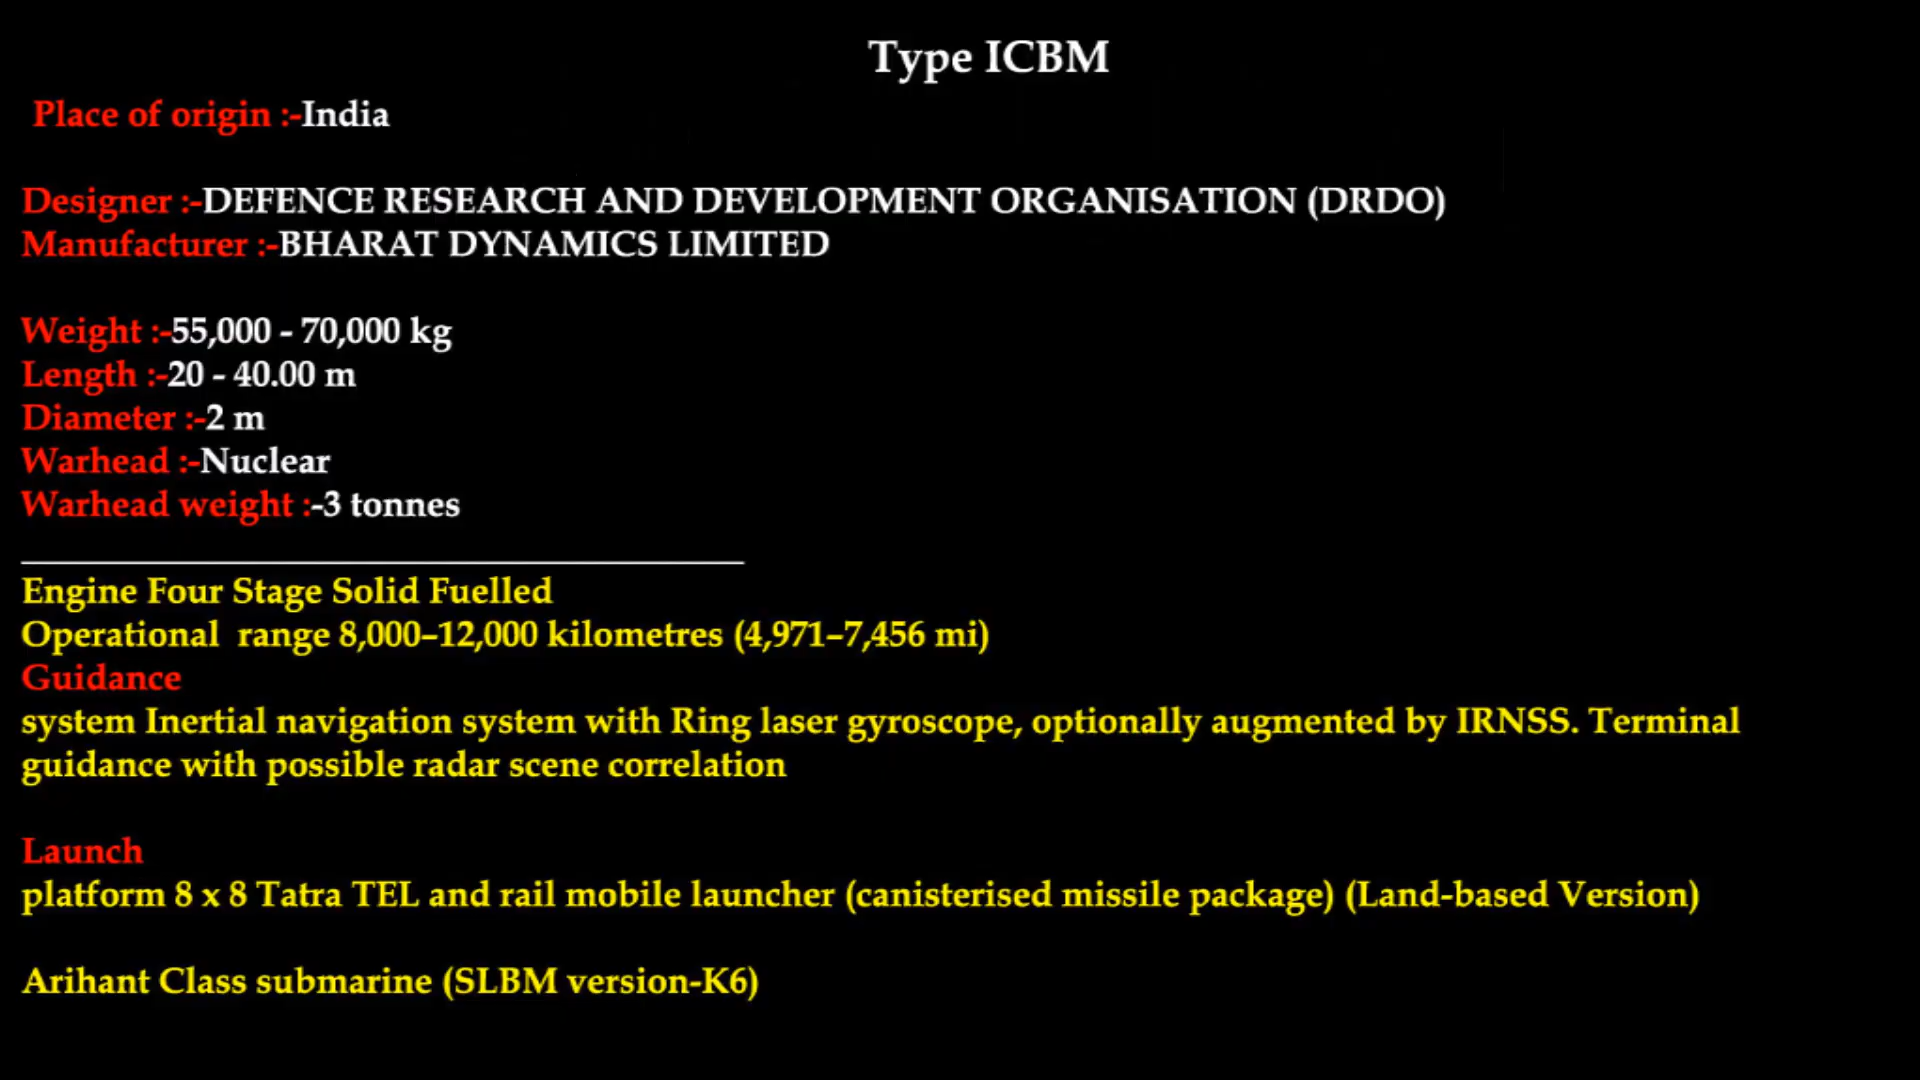 Type ICBM
Place of origin :-India
Designer :-DEFENCE RESEARCH AND DEVELOPMENT ORGANISATION (DRDO)
Manufacturer :-BHARAT DYNAMICS LIMITED
Weight :-55,000 - 70,000 kg
Length :-20 - 40.00 m
Diameter :-2 m
Warhead :-Nuclear
Warhead weight :-3 tonnes
Engine Four Stage Solid Fuelled
Operational  range 8,000–12,000 kilometres (4,971–7,456 mi)
Guidance
system Inertial navigation system with Ring laser gyroscope, optionally augmented by IRNSS. Terminal
guidance with possible radar scene correlation
Launch
platform 8 x 8 Tatra TEL and rail mobile launcher (canisterised missile package) (Land-based Version)
Arihant Class submarine (SLBM version-K6)